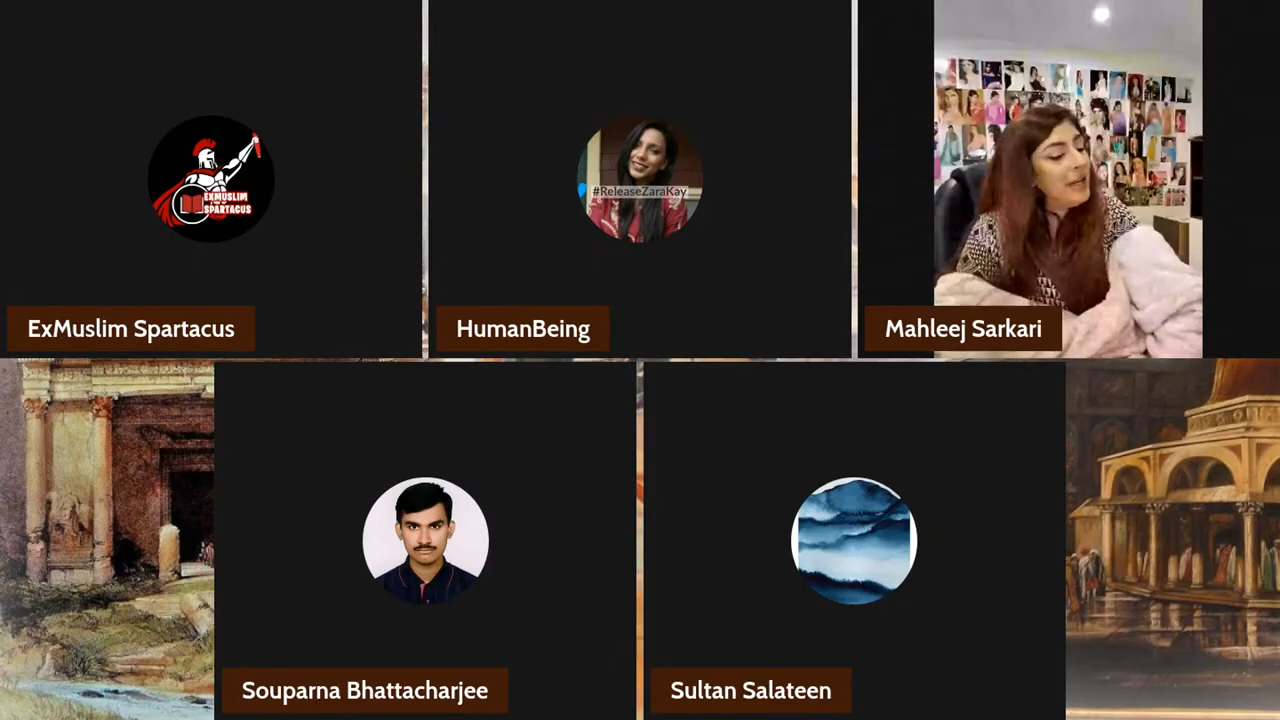 EXMUSLIM
SPARTACUS
#ReleaseZaraKay
ExMuslim Spartacus
HumanBeing
Mahleej Sarkari
Souparna Bhattacharjee
Sultan Salateen